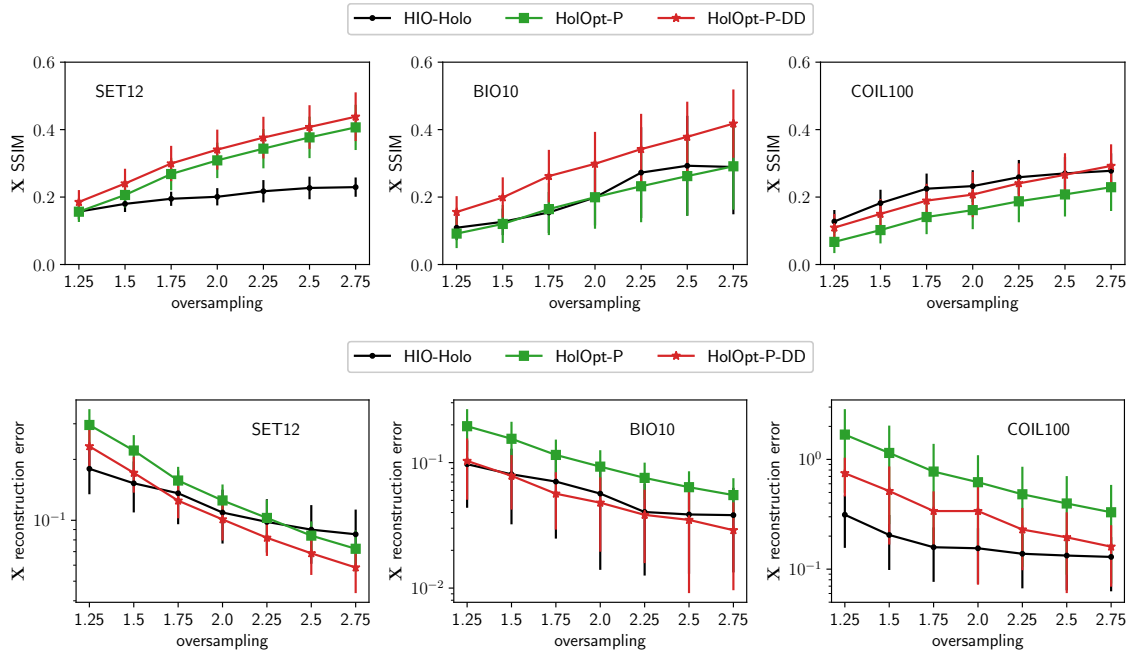 HIO-Holo HolOpt-P HolOpt-P-DD
0.6 0.4 0.2 0.0 X SSIM SET12 1.25 1.5 1.75 2.0 2.25 2.5 2.75 oversampling
0.6 0.4 0.2 0.0 X SSIM BIO10 1.25 1.5 1.75 2.0 2.25 2.5 2.75 oversampling
0.6 0.4 0.2 0.0 X SSIM COIL100 1.25 1.5 1.75 2.0 2.25 2.5 2.75 oversampling
HIO-Holo HolOpt-P HolOpt-P-DD
X reconstruction error 10⁻¹ SET12 1.25 1.5 1.75 2.0 2.25 2.5 2.75 oversampling
X reconstruction error 10⁻¹ 10⁻² BIO10 1.25 1.5 1.75 2.0 2.25 2.5 2.75 oversampling
X reconstruction error 10⁰ 10⁻¹ COIL100 1.25 1.5 1.75 2.0 2.25 2.5 2.75 oversampling